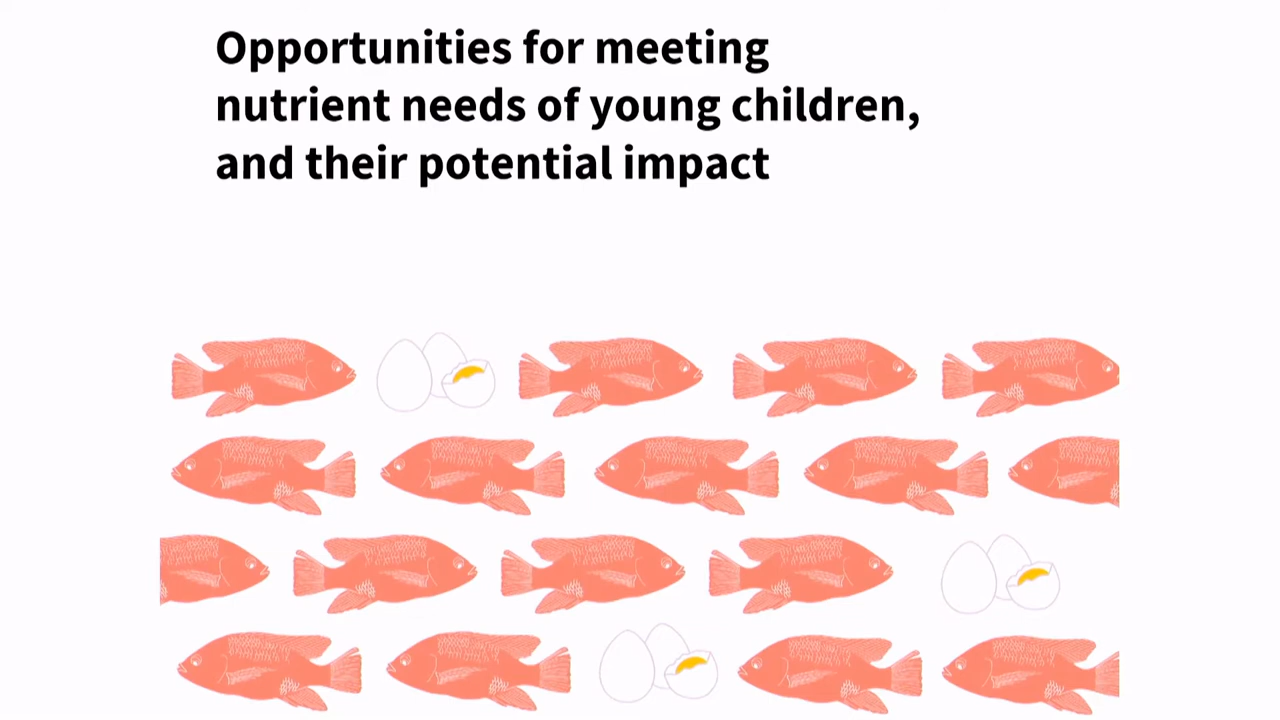 Opportunities for meeting
nutrient needs of young children,
and their potential impact